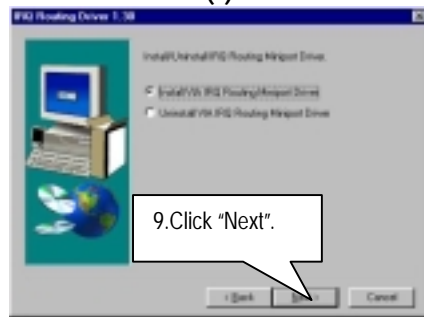 IRQ Routing Driver 1.30
Install/Uninstall IRQ Routing Miniport Driver.
Install VIA IRQ Routing Miniport Driver
Uninstall VIA IRQ Routing Miniport Driver
9.Click “Next”.
< Back
Next >
Cancel